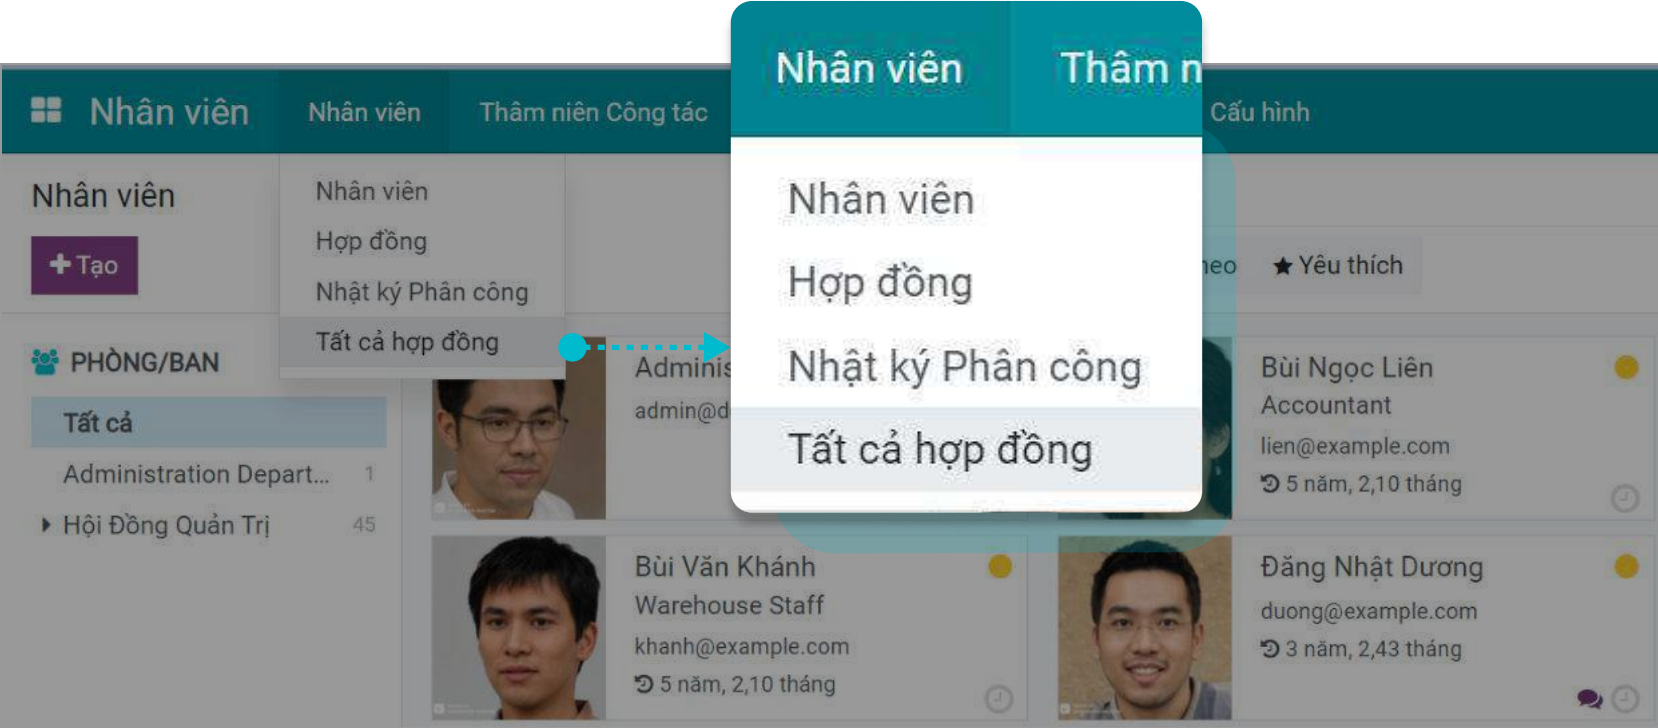 Nhân viên
Nhân viên
Thâm niên Công tác
Cấu hình
Nhân viên
Tạo
Nhân viên
Hợp đồng
Nhật ký Phân công
Tất cả hợp đồng
Nhân viên
Thâm n
Nhân viên
Hợp đồng
Nhật ký Phân công
Tất cả hợp đồng
heo
Yêu thích
PHÒNG/BAN
Tất cả
Administration Depart... 1
Hội Đồng Quản Trị 45
Adminis
admin@d
Bùi Ngọc Liên
Accountant
lien@example.com
5 năm, 2,10 tháng
Bùi Văn Khánh
Warehouse Staff
khanh@example.com
5 năm, 2,10 tháng
Đăng Nhật Dương
duong@example.com
3 năm, 2,43 tháng